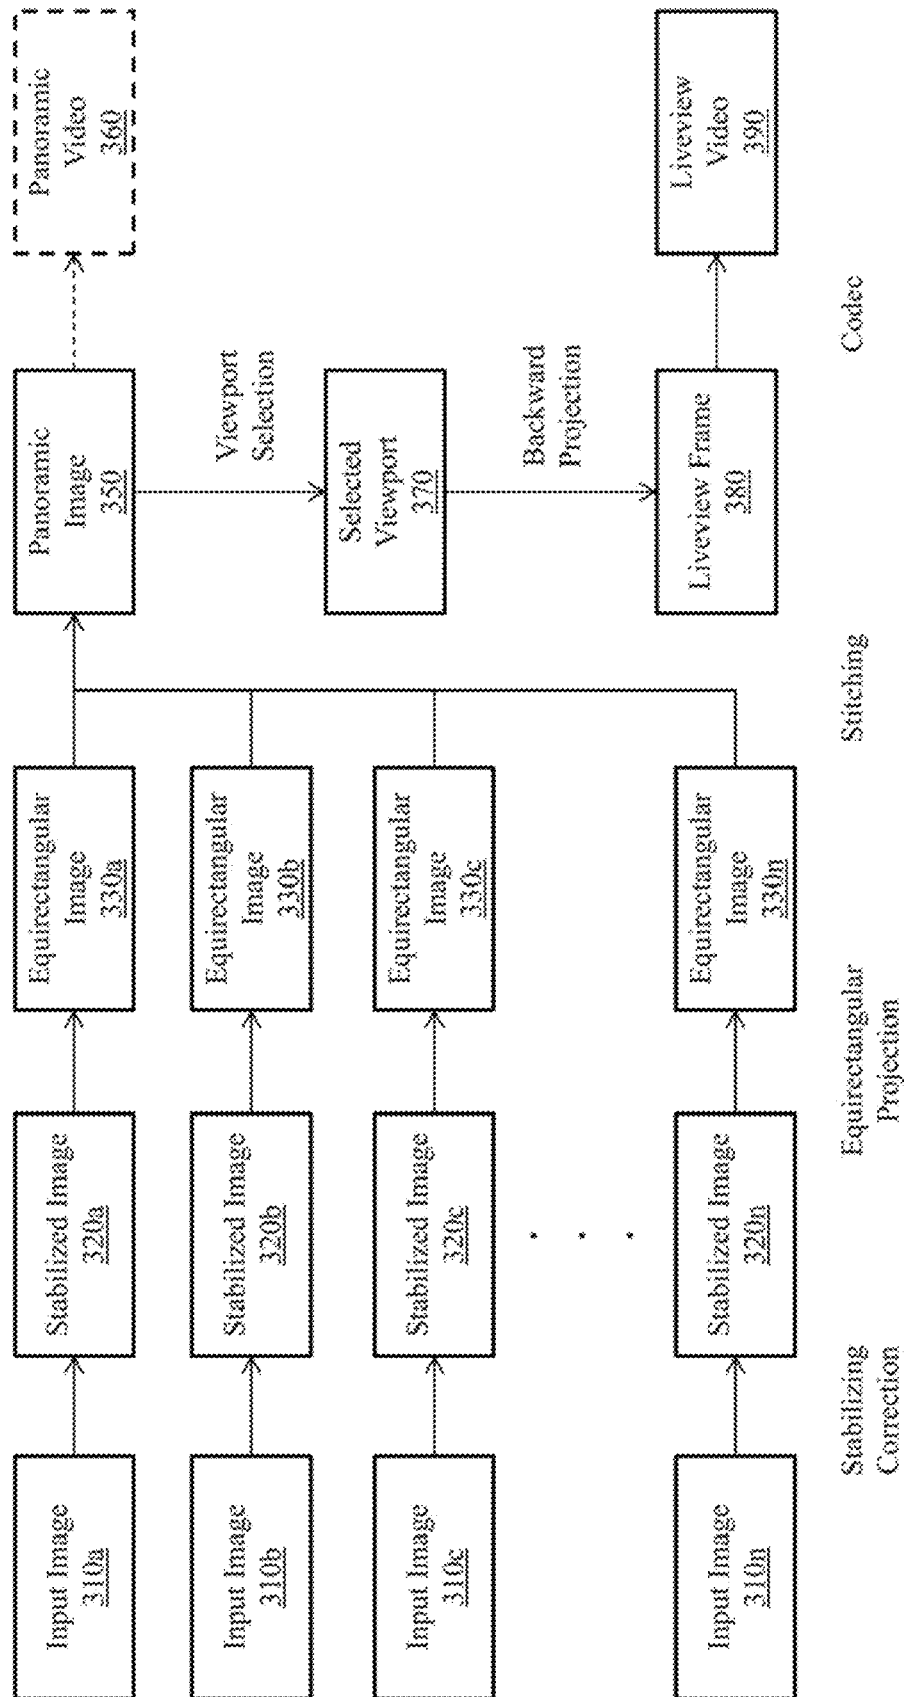 Input Image
310a
Stabilized Image
320a
Equirectangular
Image
330a
Panoramic
Image
350
Panoramic
Video
360
Input Image
310b
Stabilized Image
320b
Equirectangular
Image
330b
Viewport
Selection
Input Image
310c
Stabilized Image
320c
Equirectangular
Image
330c
Selected
Viewport
370
Backward
Projection
Input Image
310n
Stabilized Image
320n
Equirectangular
Image
330n
Liveview Frame
380
Liveview
Video
390
Stabilizing
Correction
Equirectangular
Projection
Stitching
Codec